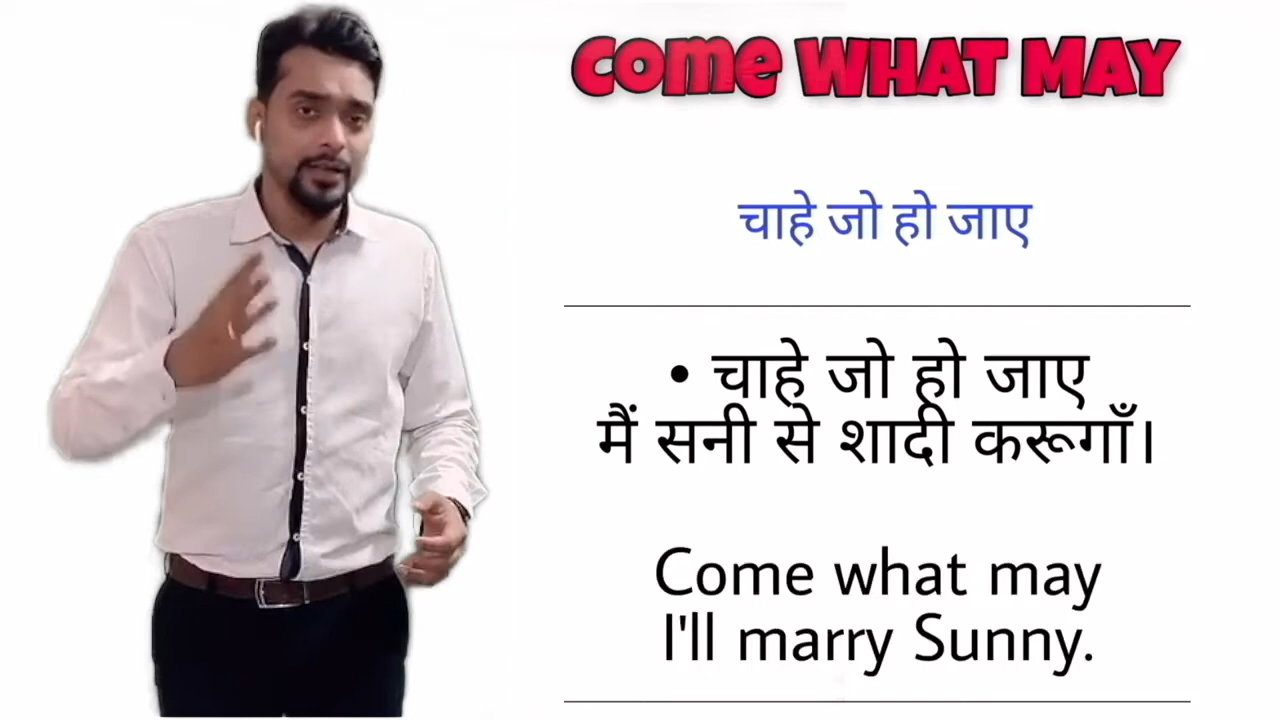 Come WHAT MAY
चाहे जो हो जाए
• चाहे जो हो जाए
मैं सनी से शादी करूगाँ।
Come what may
I'll marry Sunny.